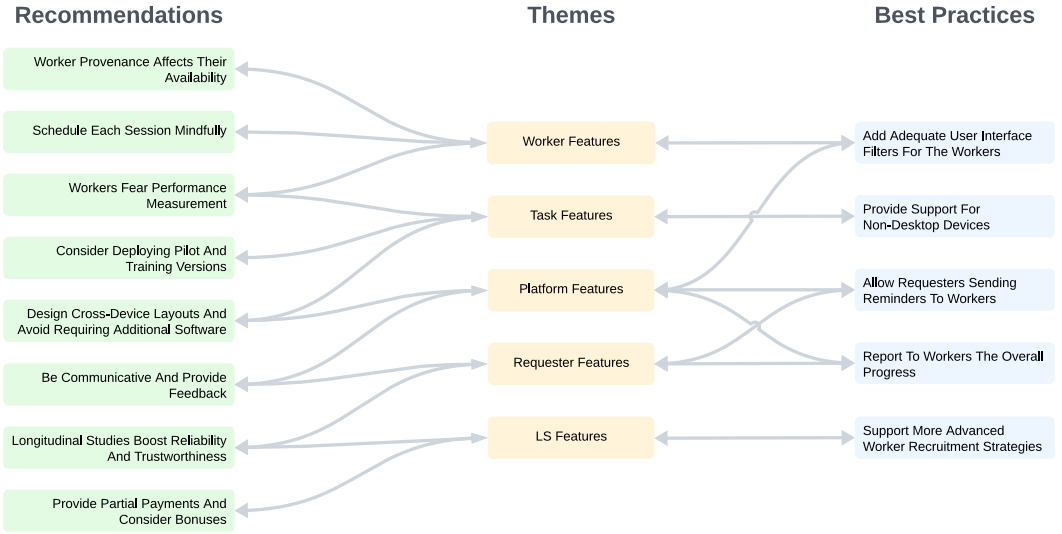 Recommendations
Themes
Best Practices
Worker Provenance Affects Their
Availability
Schedule Each Session Mindfully
Workers Fear Performance
Measurement
Consider Deploying Pilot And
Training Versions
Design Cross-Device Layouts And
Avoid Requiring Additional Software
Be Communicative And Provide
Feedback
Longitudinal Studies Boost Reliability
And Trustworthiness
Provide Partial Payments And
Consider Bonuses
Worker Features
Task Features
Platform Features
Requester Features
LS Features
Add Adequate User Interface
Filters For The Workers
Provide Support For
Non-Desktop Devices
Allow Requesters Sending
Reminders To Workers
Report To Workers The Overall
Progress
Support More Advanced
Worker Recruitment Strategies